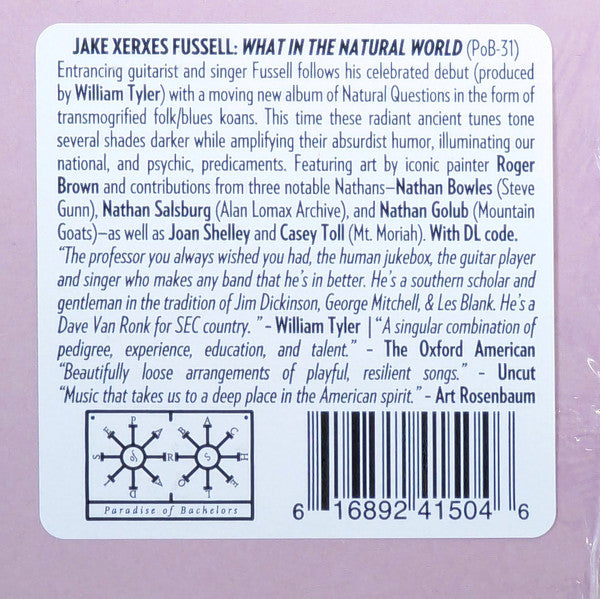 JAKE XERXES FUSSELL: WHAT IN THE NATURAL WORLD (PoB-31)
Entrancing guitarist and singer Fussell follows his celebrated debut (produced
by William Tyler) with a moving new album of Natural Questions in the form of
transmogrified folk/blues koans. This time these radiant ancient tunes tone
several shades darker while amplifying their absurdist humor, illuminating our
national, and psychic, predicaments. Featuring art by iconic painter Roger
Brown and contributions from three notable Nathans—Nathan Bowles (Steve
Gunn), Nathan Salsburg (Alan Lomax Archive), and Nathan Golub (Mountain
Goats)—as well as Joan Shelley and Casey Toll (Mt. Moriah). With DL code.
“The professor you always wished you had, the human jukebox, the guitar player
and singer who makes any band that he's in better. He's a southern scholar and
gentleman in the tradition of Jim Dickinson, George Mitchell, & Les Blank. He's a
Dave Van Ronk for SEC country. ” - William Tyler | “A singular combination of
pedigree, experience, education, and talent.” - The Oxford American
“Beautifully loose arrangements of playful, resilient songs.” - Uncut
“Music that takes us to a deep place in the American spirit.” - Art Rosenbaum
Paradise of Bachelors
6 16892 41504 6